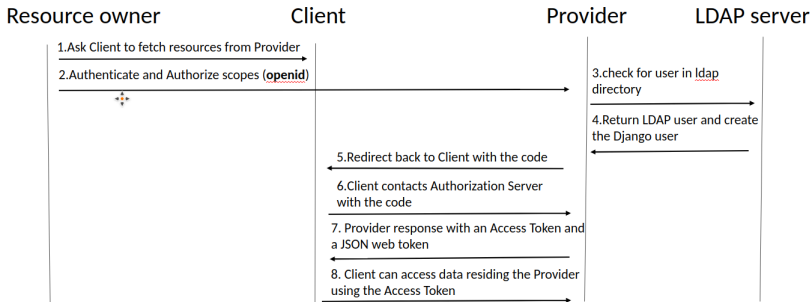 Resource owner
Client
Provider
LDAP server
1.Ask Client to fetch resources from Provider
2.Authenticate and Authorize scopes (openid)
3.check for user in ldap
directory
4.Return LDAP user and create
the Django user
5.Redirect back to Client with the code
6.Client contacts Authorization Server
with the code
7. Provider response with an Access Token and
a JSON web token
8. Client can access data residing the Provider
using the Access Token